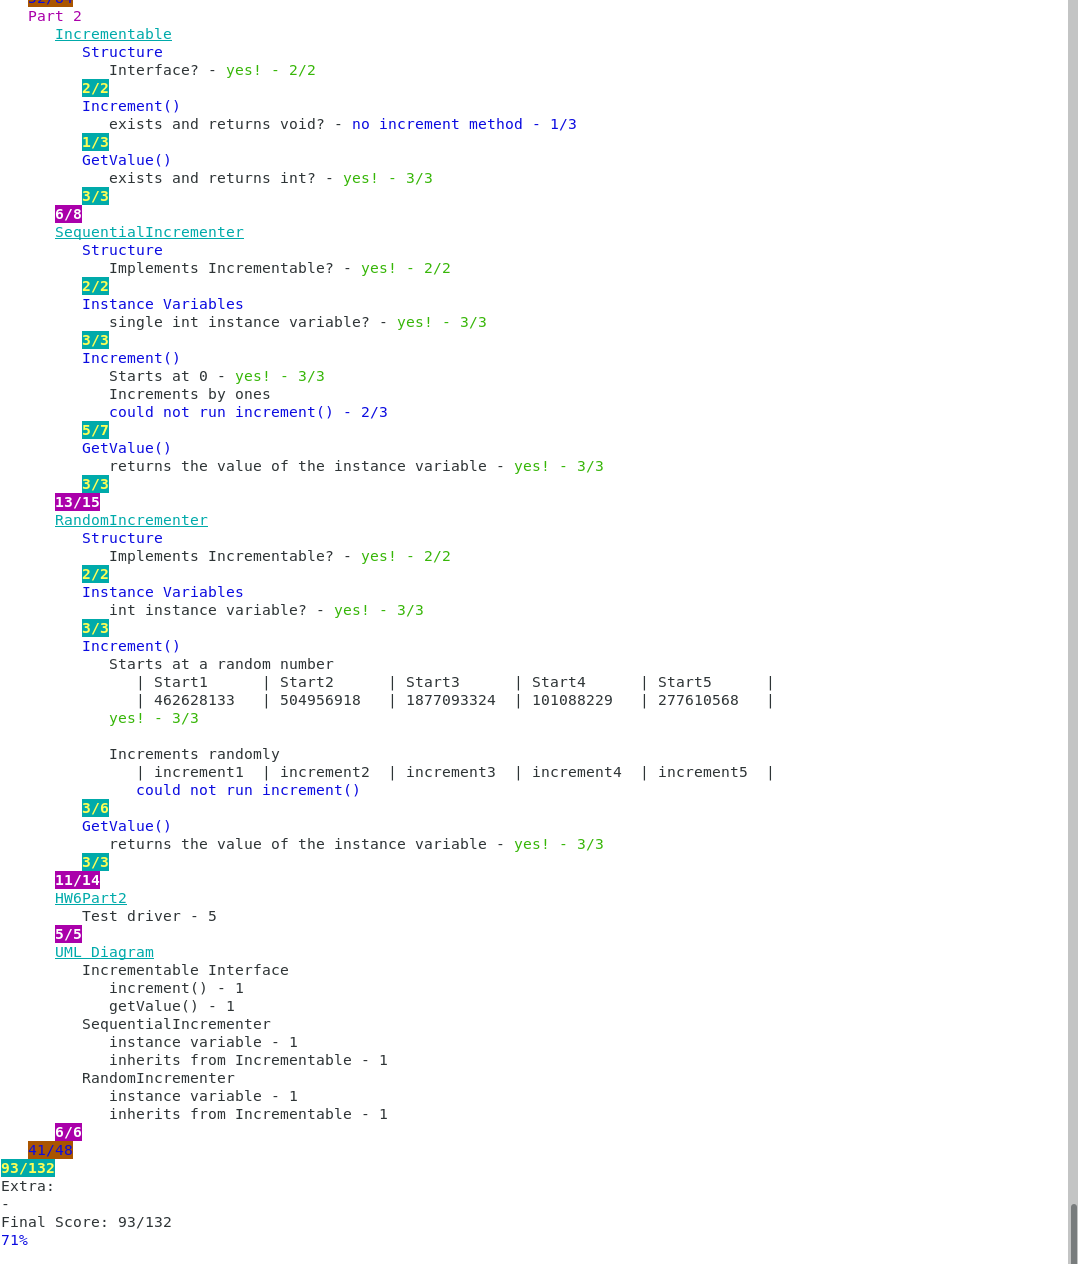 52/84
Part 2
Incrementable
Structure
Interface? - yes! - 2/2
2/2
Increment()
exists and returns void? - no increment method - 1/3
1/3
GetValue()
exists and returns int? - yes! - 3/3
3/3
6/8
SequentialIncrementer
Structure
Implements Incrementable? - yes! - 2/2
2/2
Instance Variables
single int instance variable? - yes! - 3/3
3/3
Increment()
Starts at 0 - yes! - 3/3
Increments by ones
could not run increment() - 2/3
5/7
GetValue()
returns the value of the instance variable - yes! - 3/3
3/3
13/15
RandomIncrementer
Structure
Implements Incrementable? - yes! - 2/2
2/2
Instance Variables
int instance variable? - yes! - 3/3
3/3
Increment()
Starts at a random number
| Start1 | Start2 | Start3 | Start4 | Start5 |
| 462628133 | 504956918 | 1877093324 | 101088229 | 277610568 |
yes! - 3/3
Increments randomly
| increment1 | increment2 | increment3 | increment4 | increment5 |
could not run increment()
3/6
GetValue()
returns the value of the instance variable - yes! - 3/3
3/3
11/14
HW6Part2
Test driver - 5
5/5
UML Diagram
Incrementable Interface
increment() - 1
getValue() - 1
SequentialIncrementer
instance variable - 1
inherits from Incrementable - 1
RandomIncrementer
instance variable - 1
inherits from Incrementable - 1
6/6
41/48
93/132
Extra:
-
Final Score: 93/132
71%